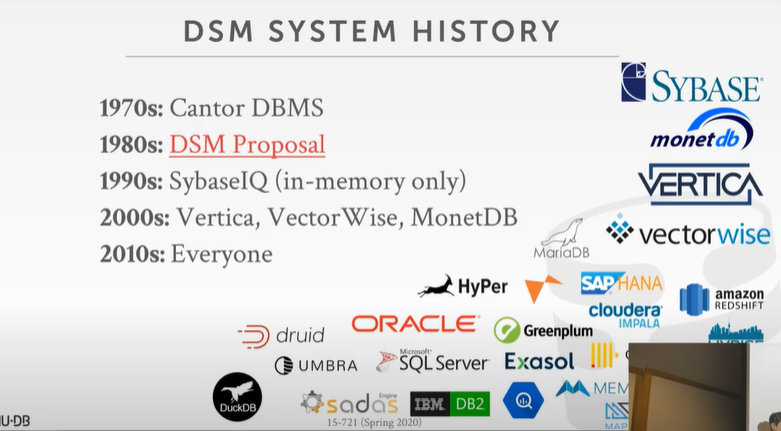 DSM SYSTEM HISTORY
1970s: Cantor DBMS
1980s: DSM Proposal
1990s: SybaseIQ (in-memory only)
2000s: Vertica, VectorWise, MonetDB
2010s: Everyone
SYBASE
monetdb
VERTICA
vectorwise
MariaDB
HyPer
SAP HANA
amazon
REDSHIFT
cloudera
IMPALA
druid
ORACLE
Greenplum
UMBRA
Microsoft
SQL Server
Exasol
DuckDB
sadas
Engine
IBM DB2
MEM
MAP
15-721 (Spring 2020)
U·DB